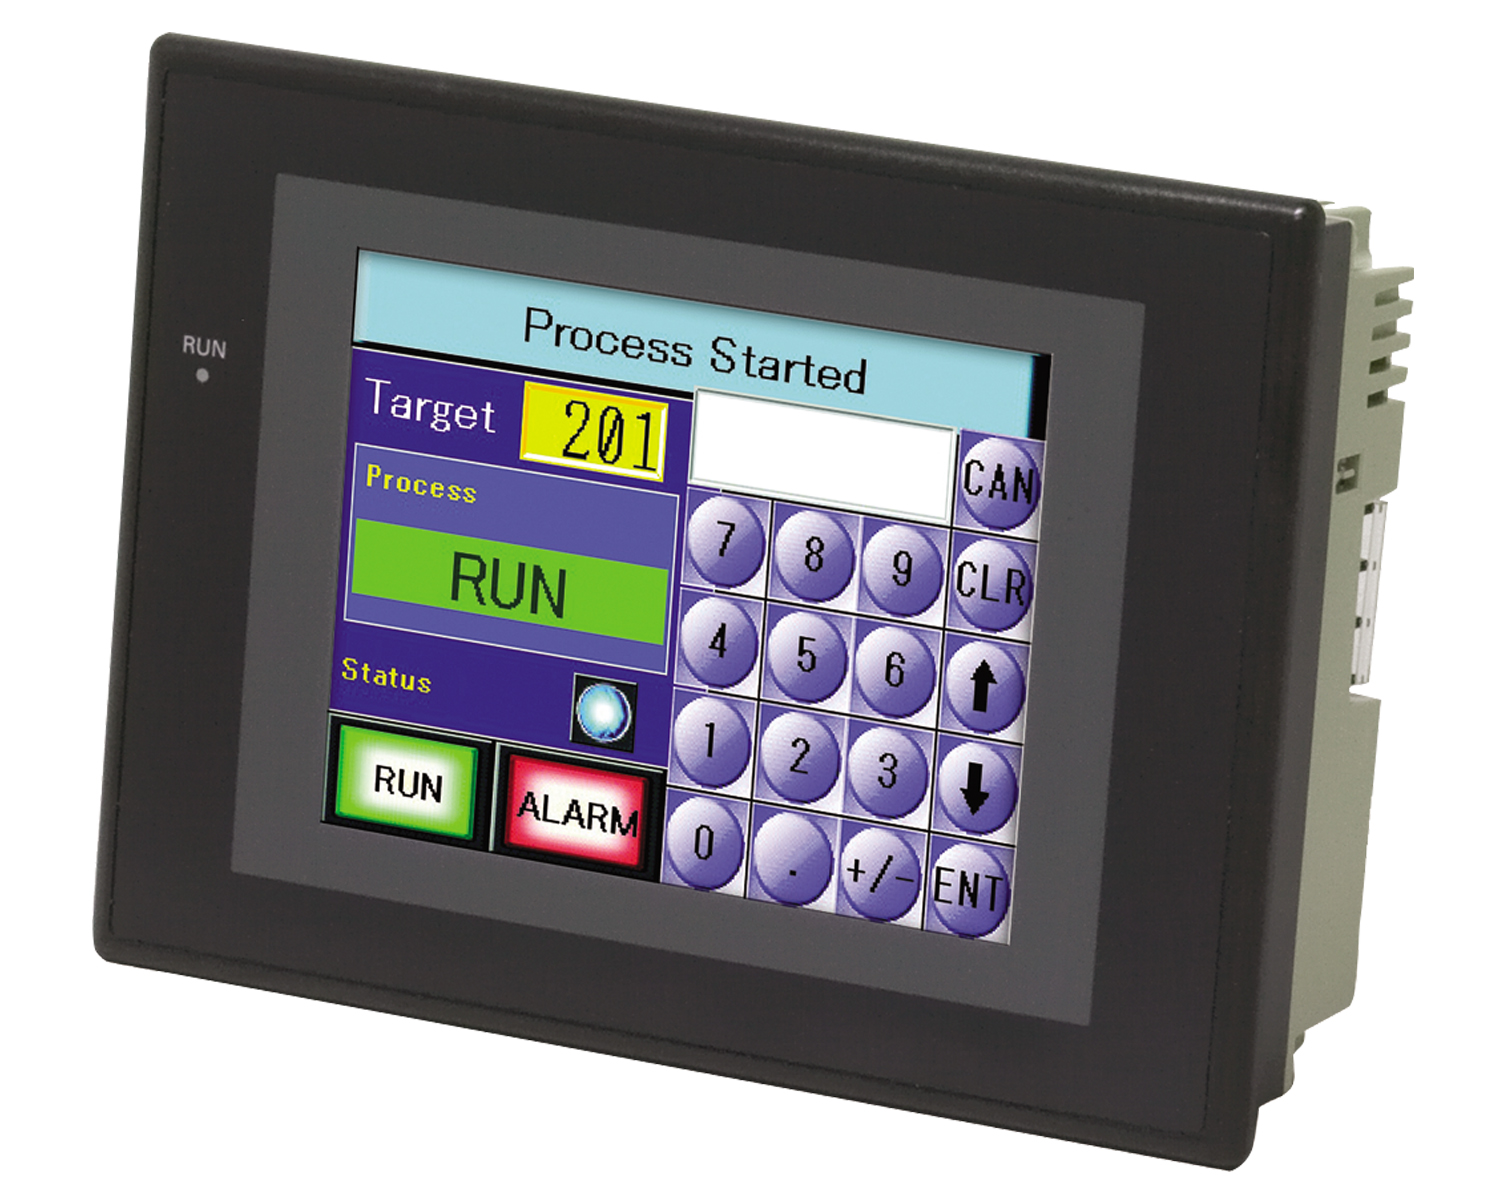 RUN
Process Started
Target 201
CAN
Process
7 8 9 CLR
RUN
4 5 6 ↑
Status
1 2 3 ↓
RUN ALARM
0 . +/- ENT